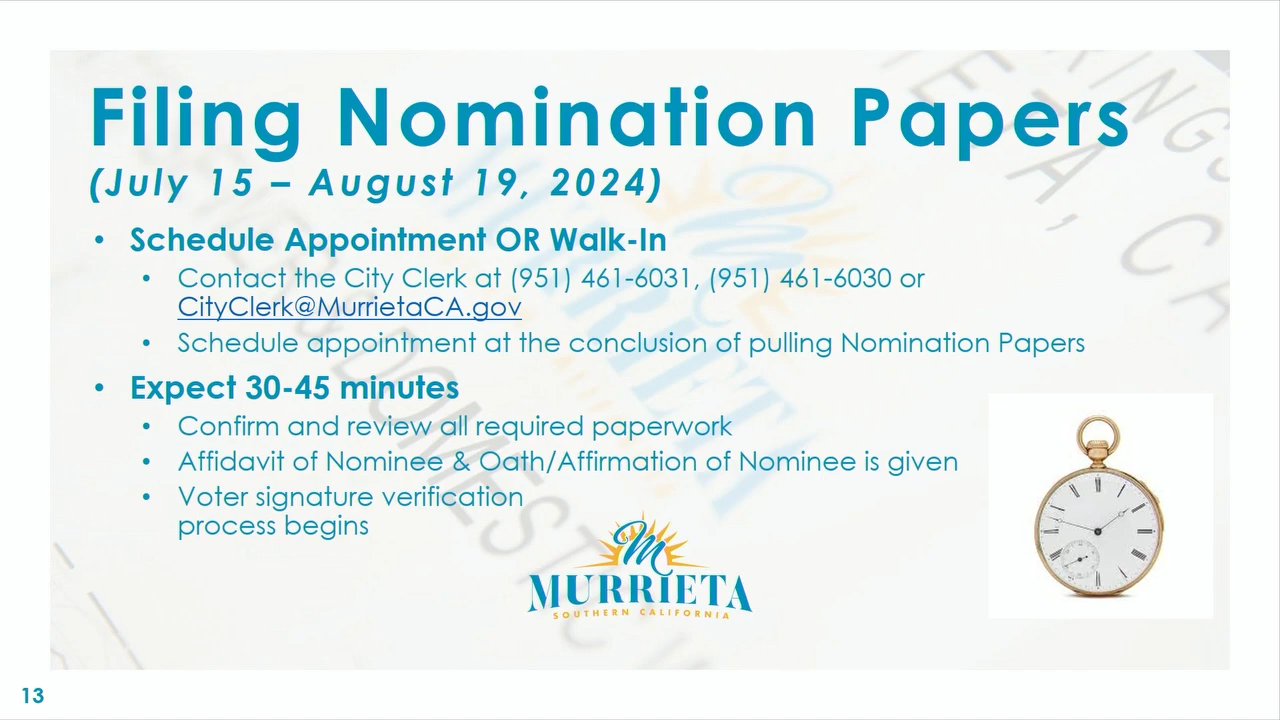 Filing Nomination Papers
(July 15 – August 19, 2024)
• Schedule Appointment OR Walk-In
• Contact the City Clerk at (951) 461-6031, (951) 461-6030 or
CityClerk@MurrietaCA.gov
• Schedule appointment at the conclusion of pulling Nomination Papers
• Expect 30-45 minutes
• Confirm and review all required paperwork
• Affidavit of Nominee & Oath/Affirmation of Nominee is given
• Voter signature verification
process begins
M
MURRIETA
SOUTHERN CALIFORNIA
13